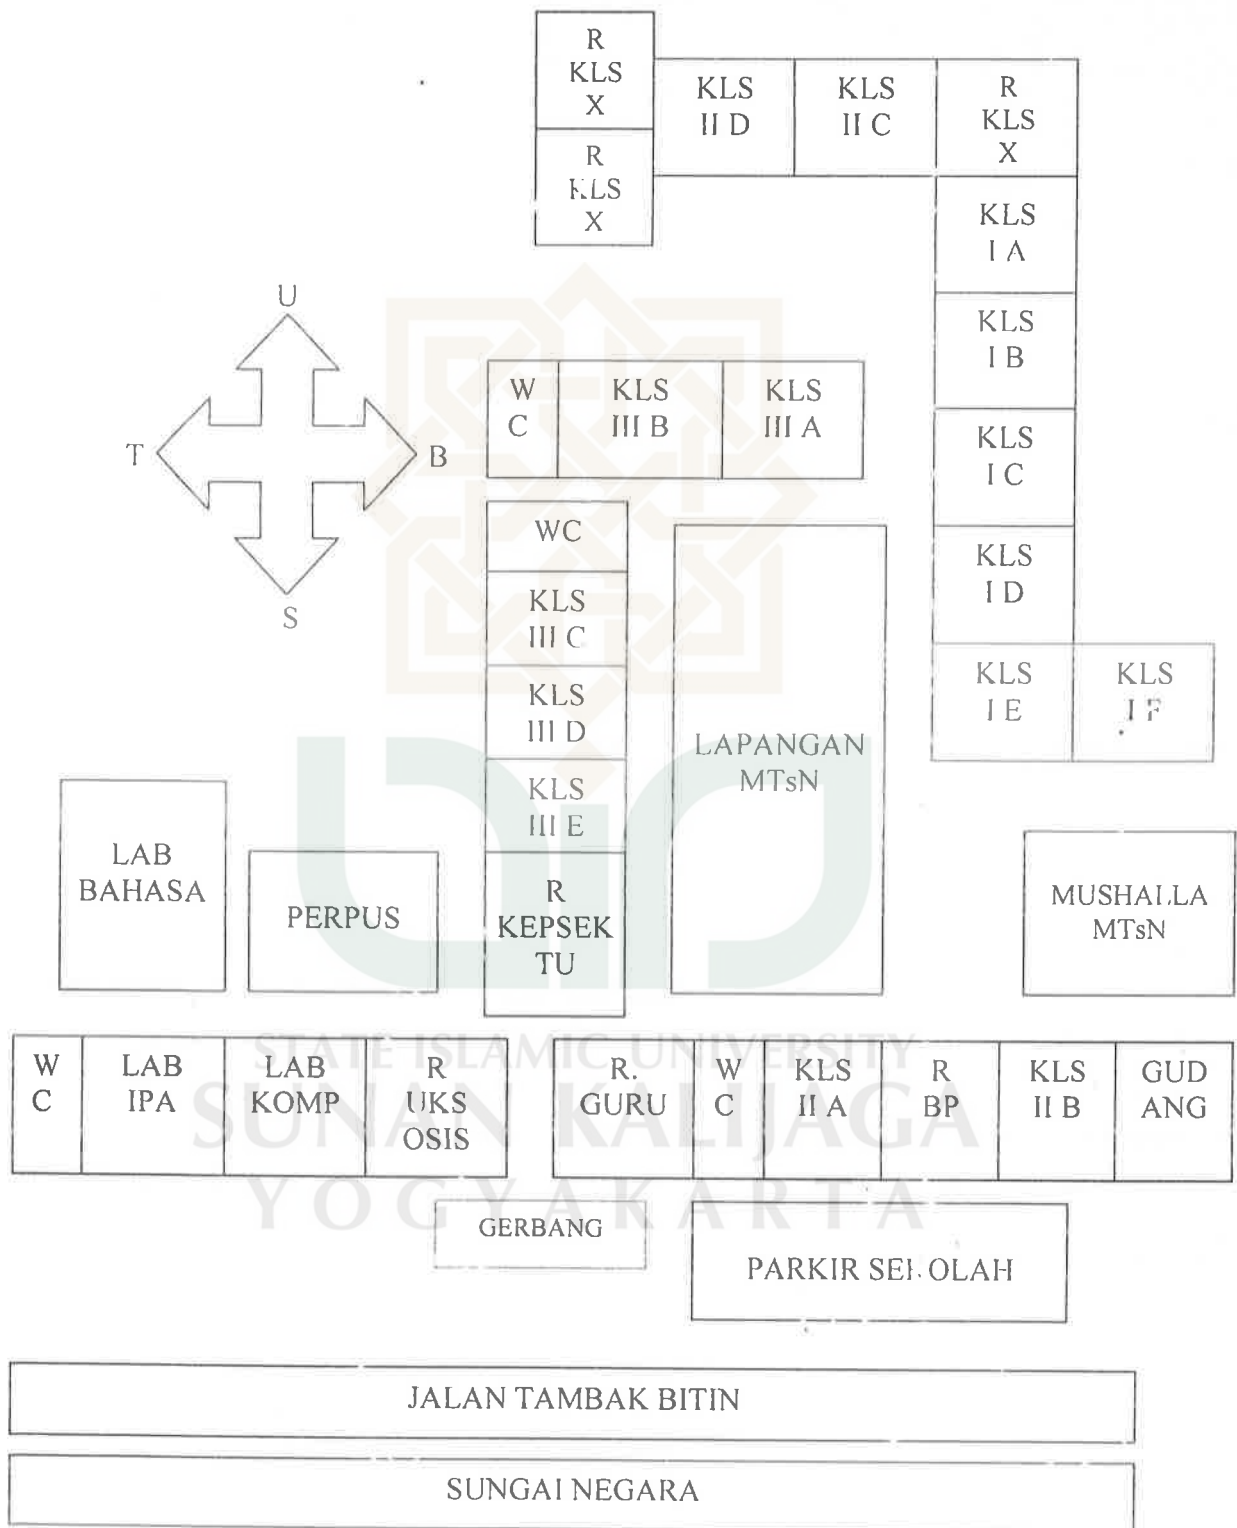 R
KLS
X
KLS
II D
KLS
II C
R
KLS
X
R
KLS
X
KLS
I A
U
KLS
I B
W
C
KLS
III B
KLS
III A
T
B
KLS
I C
WC
KLS
I D
S
KLS
III C
KLS
I E
KLS
I F
KLS
III D
LAPANGAN
MTsN
KLS
III E
LAB
BAHASA
PERPUS
R
KEPSEK
TU
MUSHALLA
MTsN
STATE ISLAMIC UNIVERSITY
SUNAN KALIJAGA
YOGYAKARTA
W
C
LAB
IPA
LAB
KOMP
R
UKS
OSIS
R.
GURU
W
C
KLS
II A
R
BP
KLS
II B
GUD
ANG
GERBANG
PARKIR SEKOLAH
JALAN TAMBAK BITIN
SUNGAI NEGARA